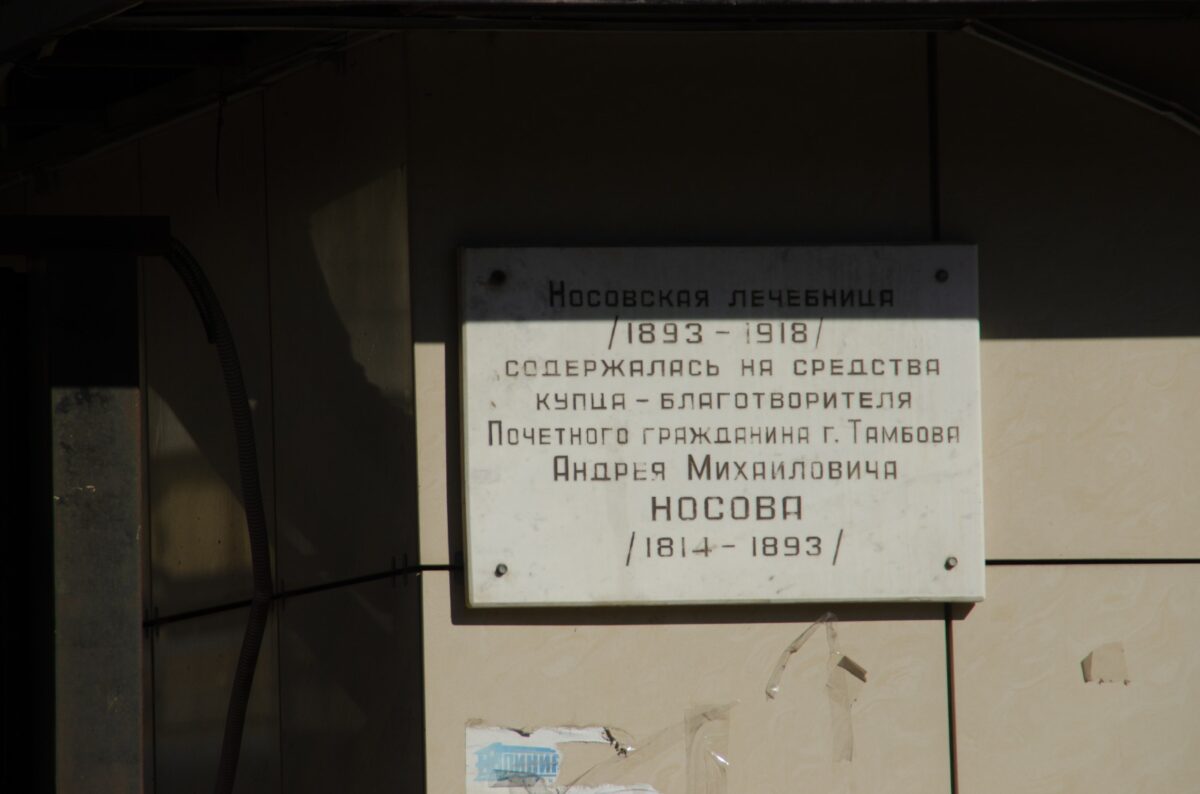 Носовская лечебница
/1893 - 1918/
содержалась на средства
купца - благотворителя
Почетного гражданина г. Тамбова
Андрея Михайловича
НОСОВА
/1814 - 1893/